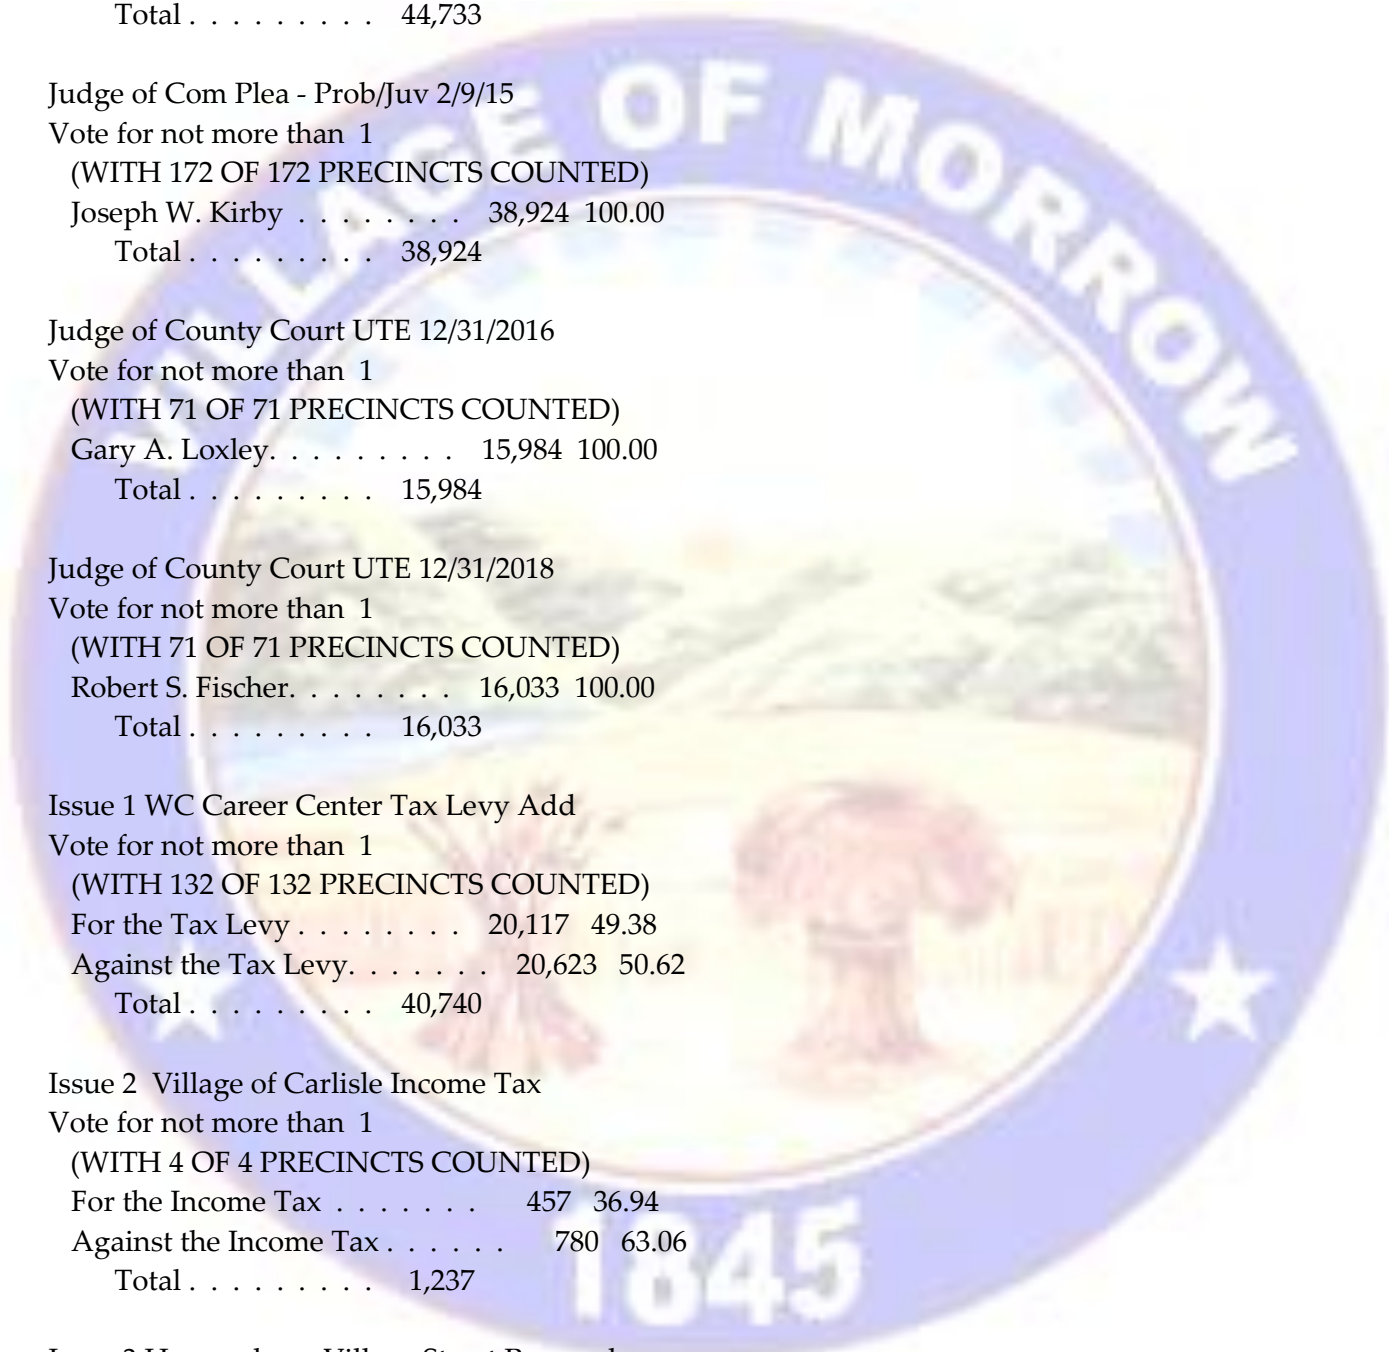 Total . . . . . . . . . 44,733
Judge of Com Plea - Prob/Juv 2/9/15
Vote for not more than 1
(WITH 172 OF 172 PRECINCTS COUNTED)
Joseph W. Kirby . . . . . . . . 38,924 100.00
Total . . . . . . . . . 38,924
Judge of County Court UTE 12/31/2016
Vote for not more than 1
(WITH 71 OF 71 PRECINCTS COUNTED)
Gary A. Loxley. . . . . . . . . 15,984 100.00
Total . . . . . . . . . 15,984
Judge of County Court UTE 12/31/2018
Vote for not more than 1
(WITH 71 OF 71 PRECINCTS COUNTED)
Robert S. Fischer. . . . . . . . 16,033 100.00
Total . . . . . . . . . 16,033
Issue 1 WC Career Center Tax Levy Add
Vote for not more than 1
(WITH 132 OF 132 PRECINCTS COUNTED)
For the Tax Levy . . . . . . . . 20,117 49.38
Against the Tax Levy. . . . . . . 20,623 50.62
Total . . . . . . . . . 40,740
Issue 2 Village of Carlisle Income Tax
Vote for not more than 1
(WITH 4 OF 4 PRECINCTS COUNTED)
For the Income Tax . . . . . . . 457 36.94
Against the Income Tax . . . . . . 780 63.06
Total . . . . . . . . . 1,237
VILLAGE OF MORROW
1845